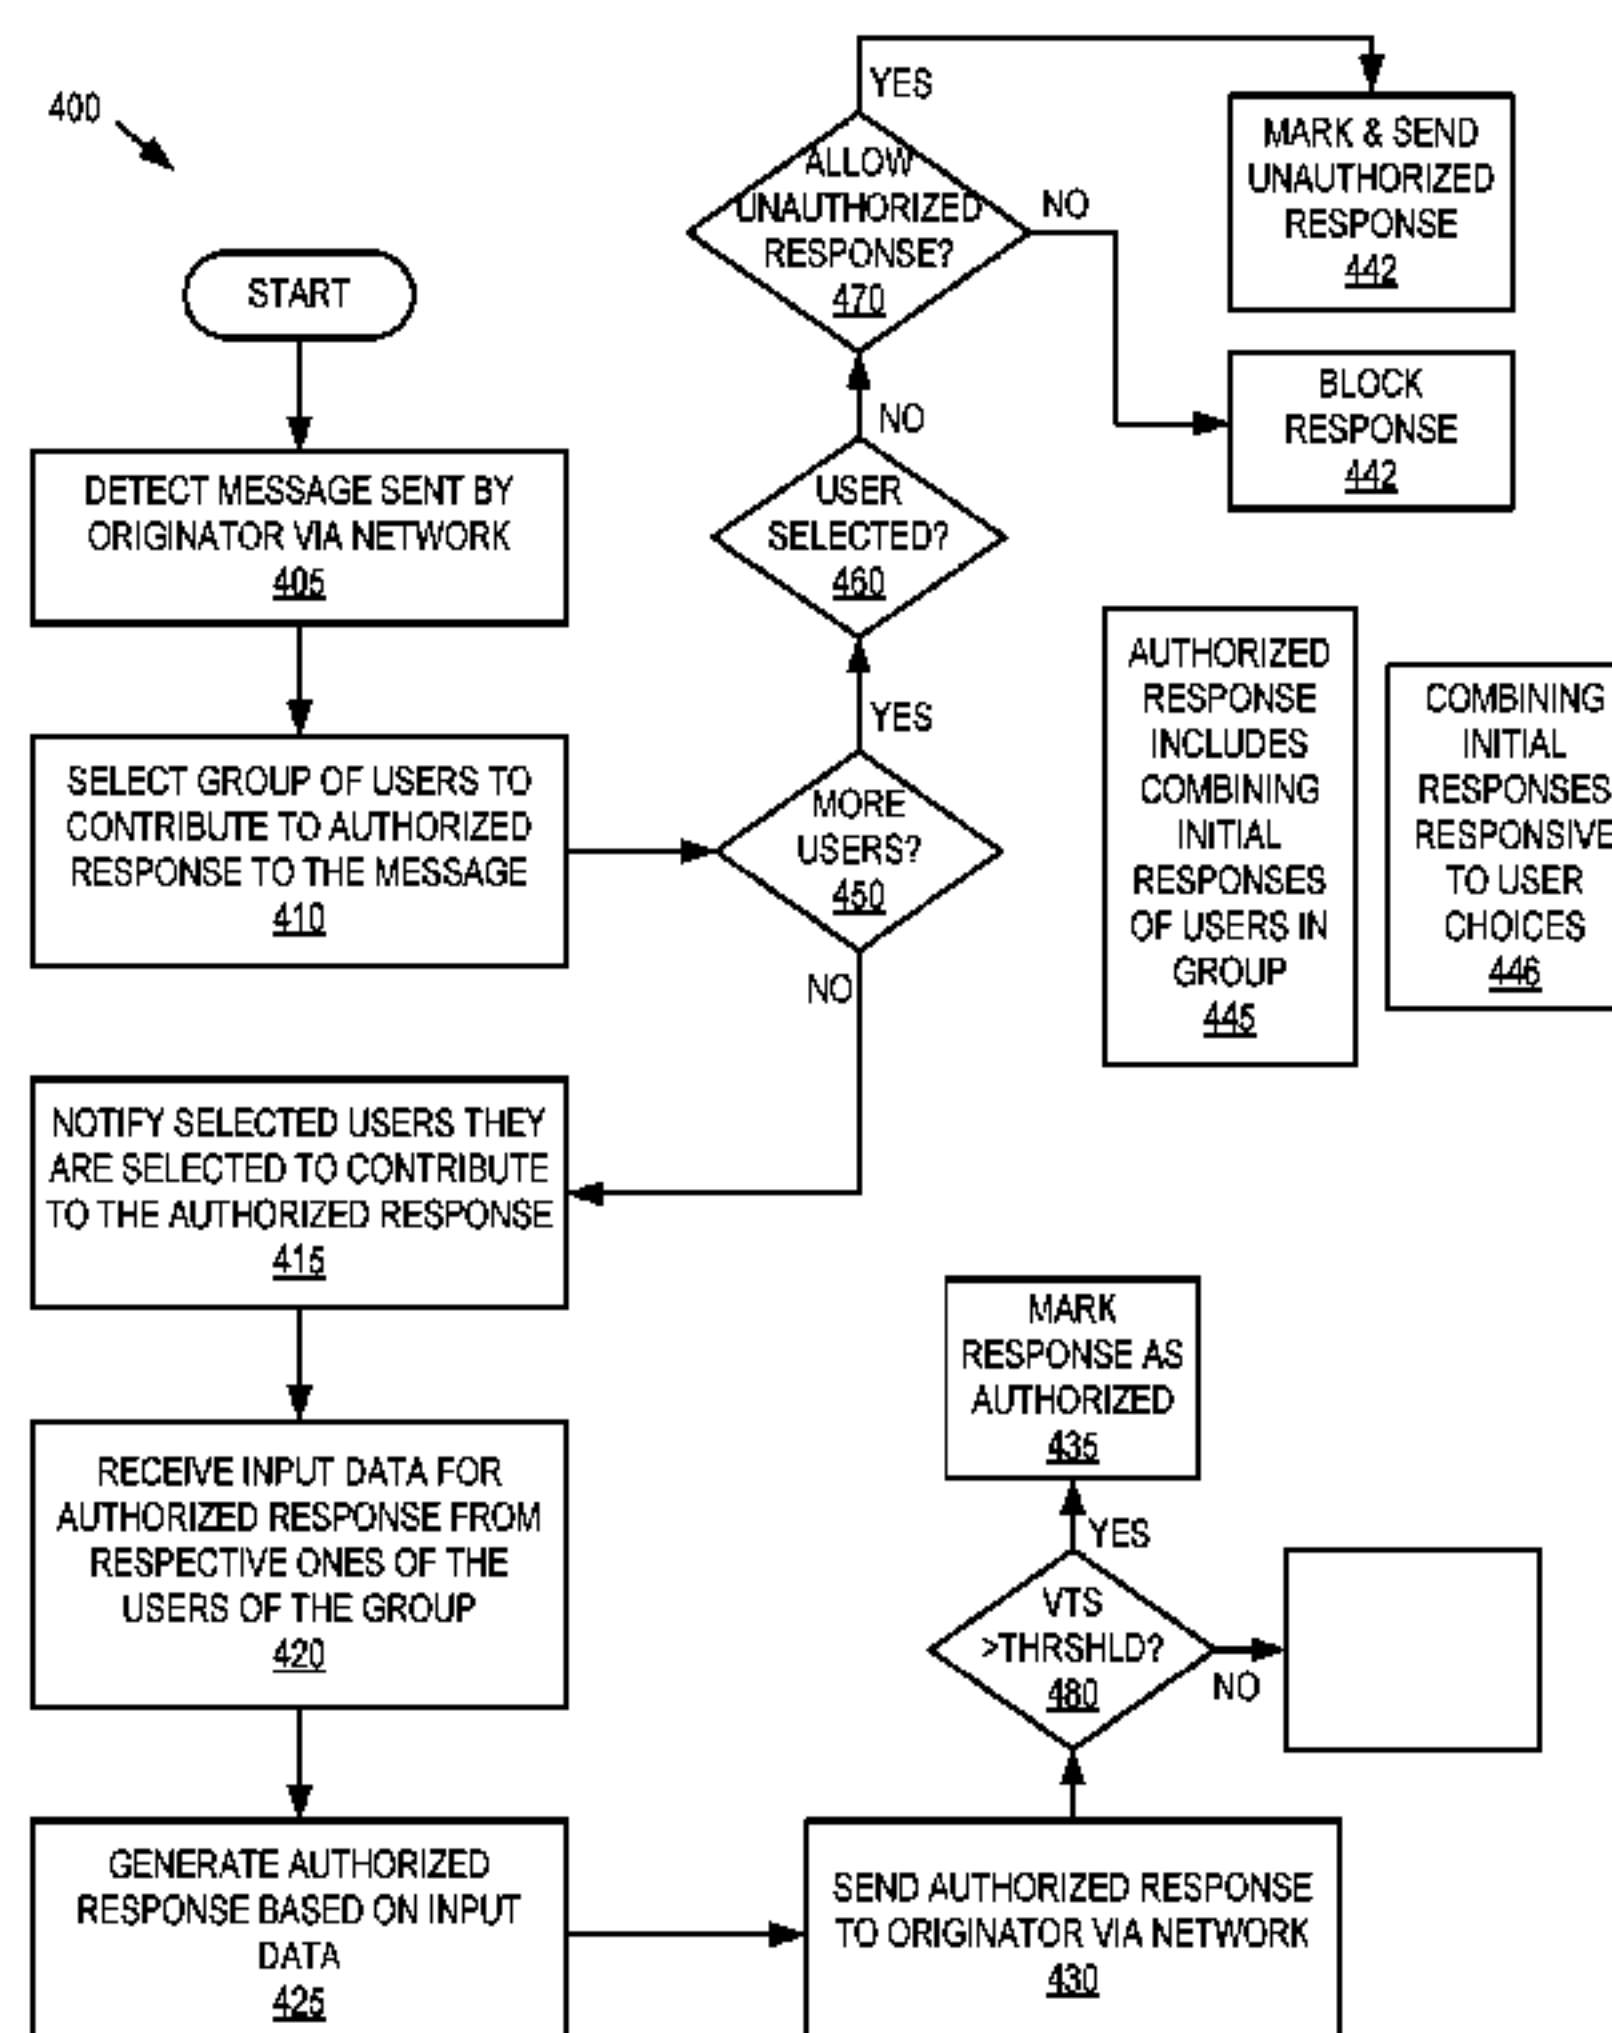 400
START
DETECT MESSAGE SENT BY
ORIGINATOR VIA NETWORK
405
SELECT GROUP OF USERS TO
CONTRIBUTE TO AUTHORIZED
RESPONSE TO THE MESSAGE
410
MORE
USERS?
450
YES
NO
USER
SELECTED?
460
NO
ALLOW
UNAUTHORIZED
RESPONSE?
470
YES
NO
MARK & SEND
UNAUTHORIZED
RESPONSE
442
BLOCK
RESPONSE
442
AUTHORIZED
RESPONSE
INCLUDES
COMBINING
INITIAL
RESPONSES
OF USERS IN
GROUP
445
COMBINING
INITIAL
RESPONSES
RESPONSIVE
TO USER
CHOICES
446
NOTIFY SELECTED USERS THEY
ARE SELECTED TO CONTRIBUTE
TO THE AUTHORIZED RESPONSE
415
RECEIVE INPUT DATA FOR
AUTHORIZED RESPONSE FROM
RESPECTIVE ONES OF THE
USERS OF THE GROUP
420
GENERATE AUTHORIZED
RESPONSE BASED ON INPUT
DATA
425
SEND AUTHORIZED RESPONSE
TO ORIGINATOR VIA NETWORK
430
VTS
>THRSHLD?
480
YES
NO
MARK
RESPONSE AS
AUTHORIZED
435